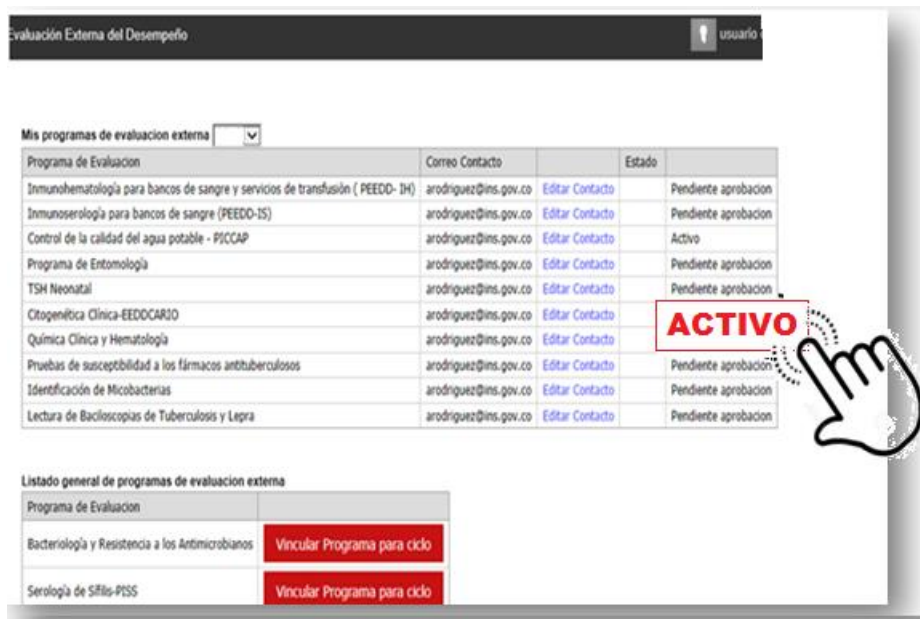 Evaluación Externa del Desempeño usuario
Mis programas de evaluacion externa
Programa de Evaluacion Correo Contacto Estado
Inmunohematología para bancos de sangre y servicios de transfusión ( PEEDD- IH) arodriguez@ins.gov.co Editar Contacto Pendiente aprobacion
Inmunoserología para bancos de sangre (PEEDD-IS) arodriguez@ins.gov.co Editar Contacto Pendiente aprobacion
Control de la calidad del agua potable - PICCAP arodriguez@ins.gov.co Editar Contacto Activo
Programa de Entomología arodriguez@ins.gov.co Editar Contacto Pendiente aprobacion
TSH Neonatal arodriguez@ins.gov.co Editar Contacto Pendiente aprobacion
Citogenética Clínica-EEDDCARIO arodriguez@ins.gov.co Editar Contacto
ACTIVO
Química Clínica y Hematología arodriguez@ins.gov.co Editar Contacto
Pruebas de susceptibilidad a los fármacos antituberculosos arodriguez@ins.gov.co Editar Contacto Pendiente aprobacion
Identificación de Micobacterias arodriguez@ins.gov.co Editar Contacto Pendiente aprobacion
Lectura de Baciloscopias de Tuberculosis y Lepra arodriguez@ins.gov.co Editar Contacto Pendiente aprobacion
Listado general de programas de evaluacion externa
Programa de Evaluacion
Bacteriología y Resistencia a los Antimicrobianos Vincular Programa para ciclo
Serología de Sífilis-PISS Vincular Programa para ciclo